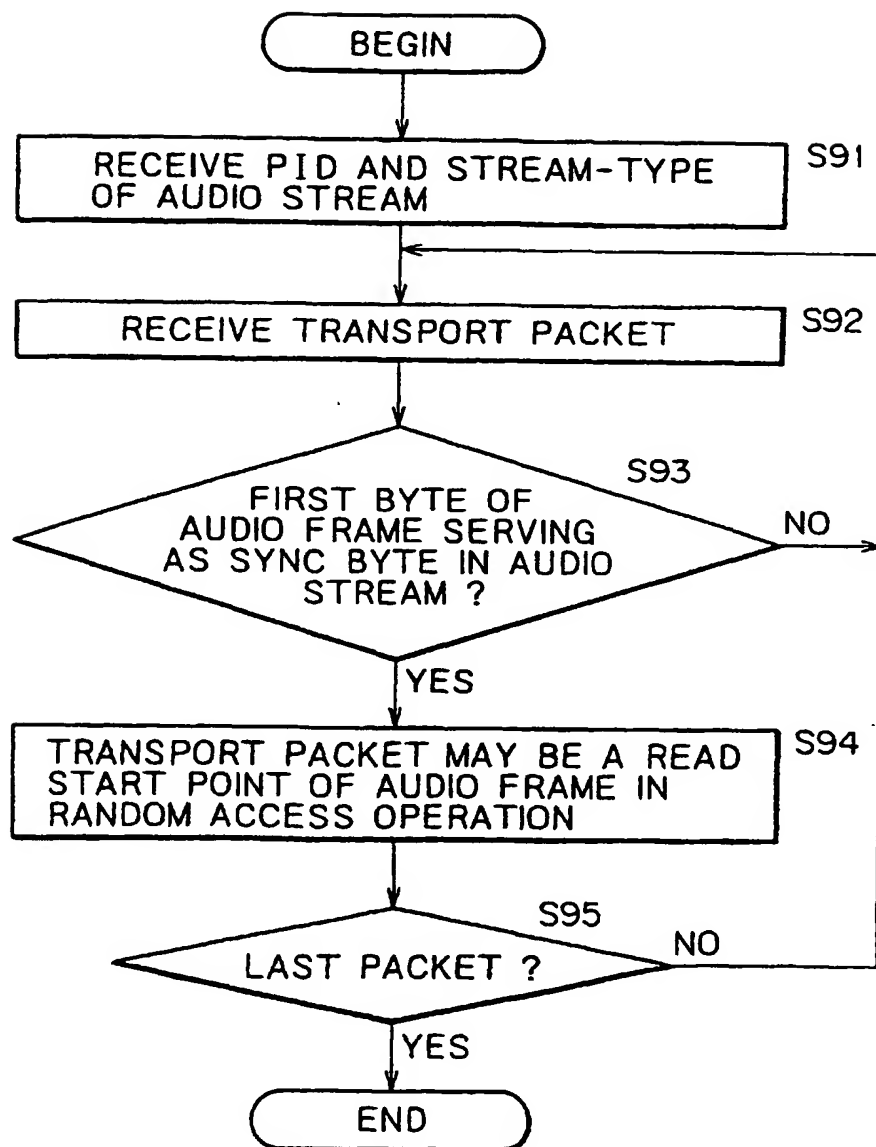 BEGIN
RECEIVE PID AND STREAM-TYPE
OF AUDIO STREAM
S91
RECEIVE TRANSPORT PACKET
S92
S93
FIRST BYTE OF
AUDIO FRAME SERVING
AS SYNC BYTE IN AUDIO
STREAM ?
NO
YES
TRANSPORT PACKET MAY BE A READ
START POINT OF AUDIO FRAME IN
RANDOM ACCESS OPERATION
S94
S95
LAST PACKET ?
NO
YES
END